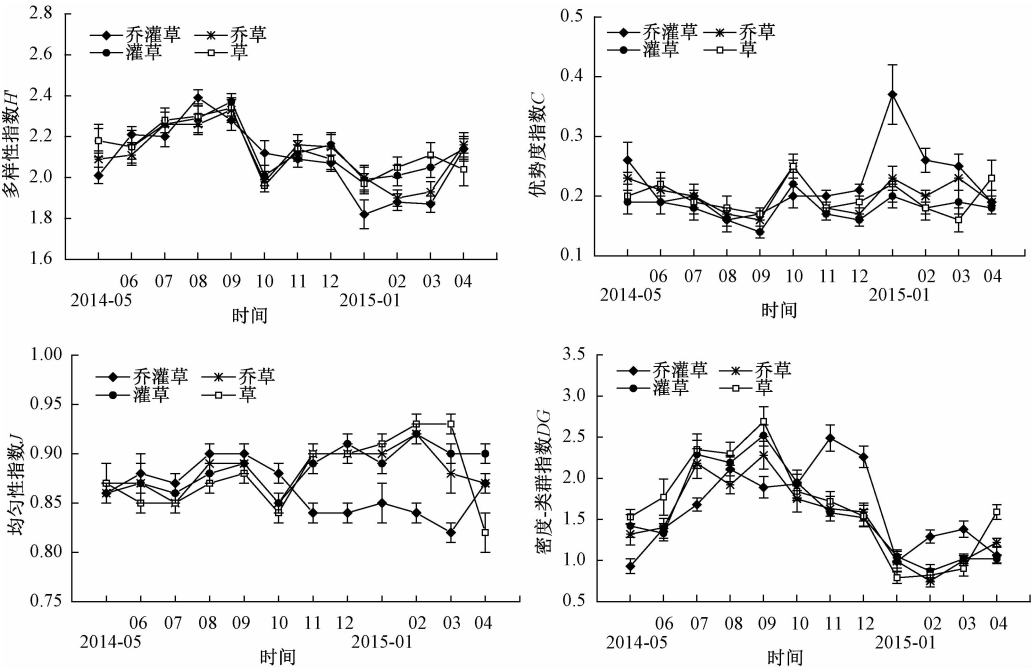 2.8
2.6
2.4
2.2
2.0
1.8
1.6
多样性指数H'
乔灌草 乔草
灌草 草
06 07 08 09 10 11 12 02 03 04
2014-05 2015-01
时间
0.5
0.4
0.3
0.2
0.1
优势度指数C
乔灌草 乔草
灌草 草
06 07 08 09 10 11 12 02 03 04
2014-05 2015-01
时间
1.00
0.95
0.90
0.85
0.80
0.75
均匀性指数J
乔灌草 乔草
灌草 草
06 07 08 09 10 11 12 02 03 04
2014-05 2015-01
时间
3.5
3.0
2.5
2.0
1.5
1.0
0.5
密度-类群指数DG
乔灌草 乔草
灌草 草
06 07 08 09 10 11 12 02 03 04
2014-05 2015-01
时间